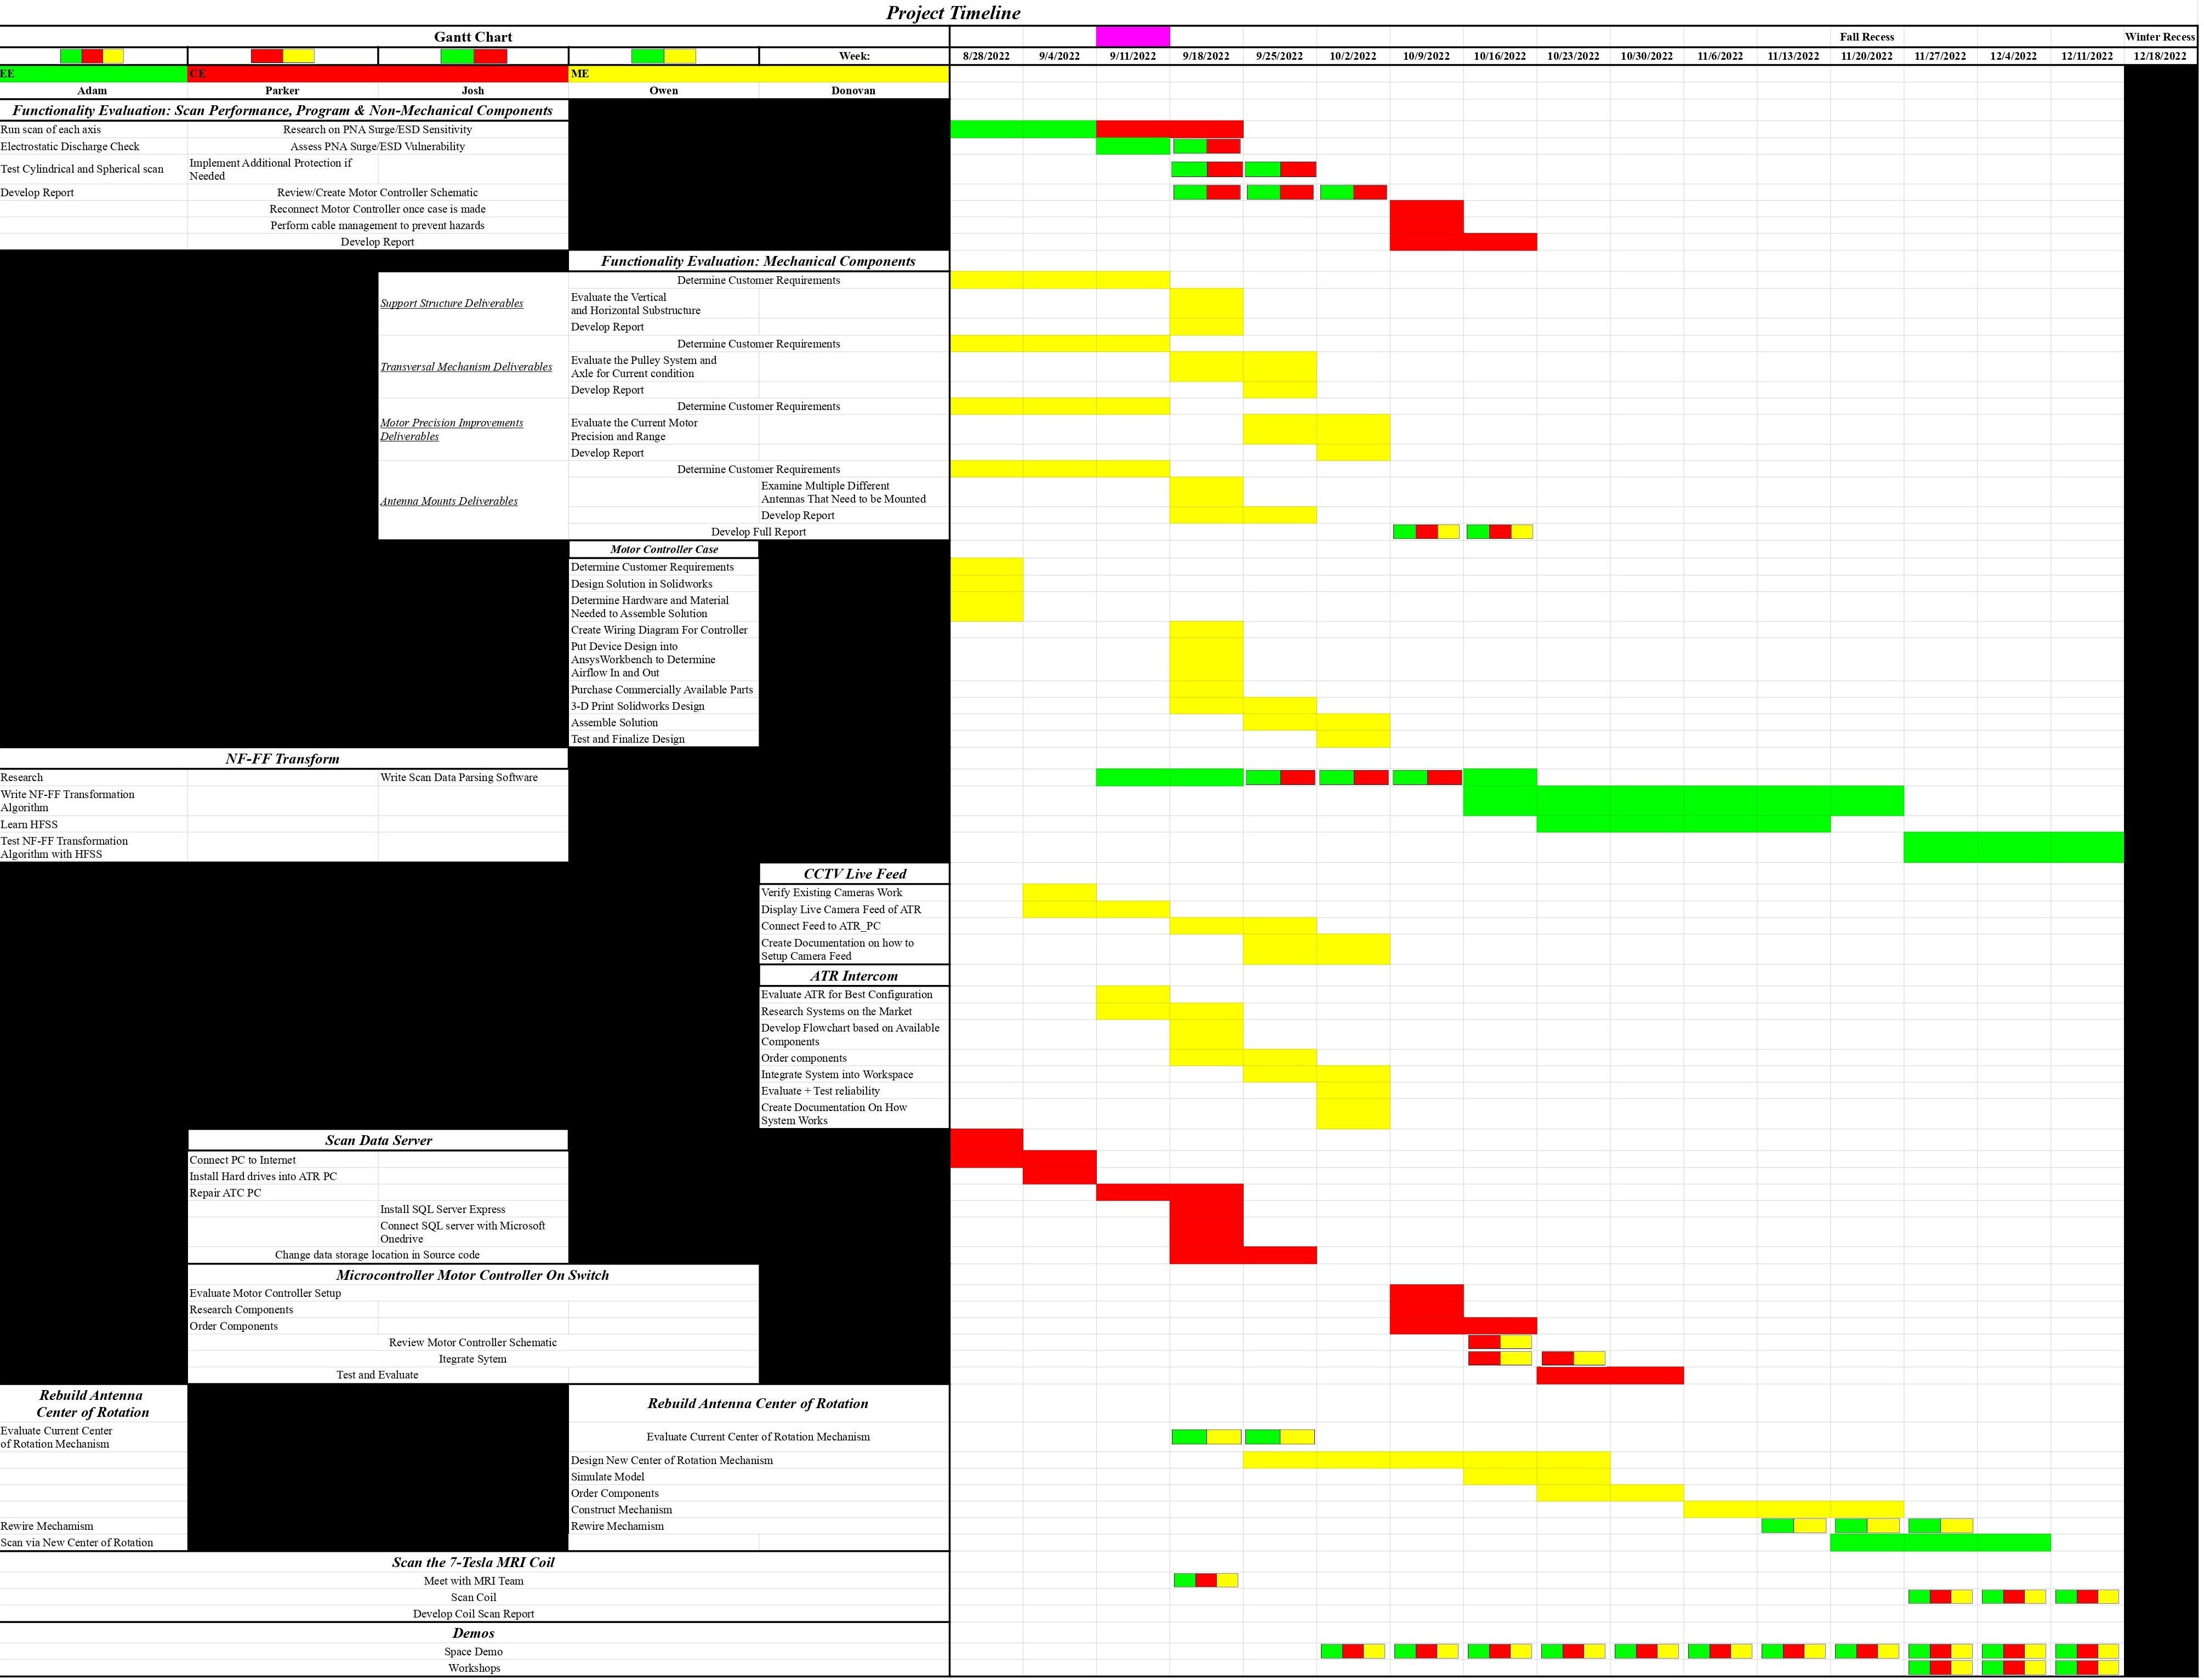 Project Timeline
Gantt Chart
Fall Recess
Winter Recess
Week:
8/28/2022
9/4/2022
9/11/2022
9/18/2022
9/25/2022
10/2/2022
10/9/2022
10/16/2022
10/23/2022
10/30/2022
11/6/2022
11/13/2022
11/20/2022
11/27/2022
12/4/2022
12/11/2022
12/18/2022
EE
CE
ME
Adam
Parker
Josh
Owen
Donovan
Functionality Evaluation: Scan Performance, Program & Non-Mechanical Components
Run scan of each axis
Research on PNA Surge/ESD Sensitivity
Electrostatic Discharge Check
Assess PNA Surge/ESD Vulnerability
Test Cylindrical and Spherical scan
Implement Additional Protection if
Needed
Develop Report
Review/Create Motor Controller Schematic
Reconnect Motor Controller once case is made
Perform cable management to prevent hazards
Develop Report
Functionality Evaluation: Mechanical Components
Support Structure Deliverables
Determine Customer Requirements
Evaluate the Vertical
and Horizontal Substructure
Develop Report
Transversal Mechanism Deliverables
Determine Customer Requirements
Evaluate the Pulley System and
Axle for Current condition
Develop Report
Motor Precision Improvements
Deliverables
Determine Customer Requirements
Evaluate the Current Motor
Precision and Range
Develop Report
Antenna Mounts Deliverables
Determine Customer Requirements
Examine Multiple Different
Antennas That Need to be Mounted
Develop Report
Develop Full Report
Motor Controller Case
Determine Customer Requirements
Design Solution in Solidworks
Determine Hardware and Material
Needed to Assemble Solution
Create Wiring Diagram For Controller
Put Device Design into
AnsysWorkbench to Determine
Airflow In and Out
Purchase Commercially Available Parts
3-D Print Solidworks Design
Assemble Solution
Test and Finalize Design
NF-FF Transform
Research
Write Scan Data Parsing Software
Write NF-FF Transformation
Algorithm
Learn HFSS
Test NF-FF Transformation
Algorithm with HFSS
CCTV Live Feed
Verify Existing Cameras Work
Display Live Camera Feed of ATR
Connect Feed to ATR_PC
Create Documentation on how to
Setup Camera Feed
ATR Intercom
Evaluate ATR for Best Configuration
Research Systems on the Market
Develop Flowchart based on Available
Components
Order components
Integrate System into Workspace
Evaluate + Test reliability
Create Documentation On How
System Works
Scan Data Server
Connect PC to Internet
Install Hard drives into ATR PC
Repair ATC PC
Install SQL Server Express
Connect SQL server with Microsoft
Onedrive
Change data storage location in Source code
Microcontroller Motor Controller On Switch
Evaluate Motor Controller Setup
Research Components
Order Components
Review Motor Controller Schematic
Itegrate Sytem
Test and Evaluate
Rebuild Antenna
Center of Rotation
Rebuild Antenna Center of Rotation
Evaluate Current Center
of Rotation Mechanism
Evaluate Current Center of Rotation Mechanism
Design New Center of Rotation Mechanism
Simulate Model
Order Components
Construct Mechanism
Rewire Mechamism
Rewire Mechamism
Scan via New Center of Rotation
Scan the 7-Tesla MRI Coil
Meet with MRI Team
Scan Coil
Develop Coil Scan Report
Demos
Space Demo
Workshops